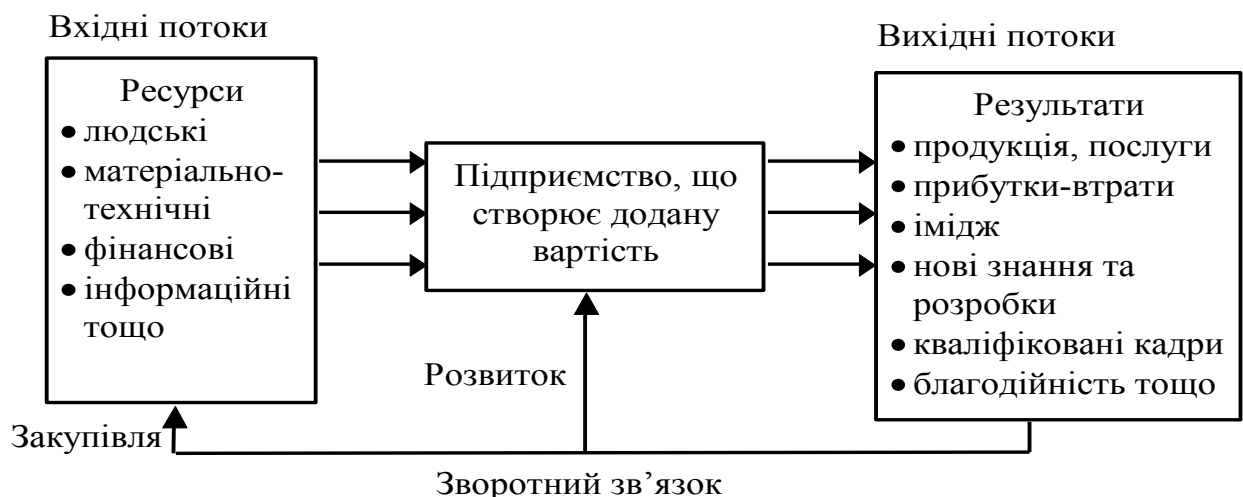 Вхідні потоки
Ресурси
• людські
• матеріально-
технічні
• фінансові
• інформаційні
тощо
Підприємство, що
створює додану
вартість
Вихідні потоки
Результати
• продукція, послуги
• прибутки-втрати
• імідж
• нові знання та
розробки
• кваліфіковані кадри
• благодійність тощо
Розвиток
Закупівля
Зворотний зв’язок